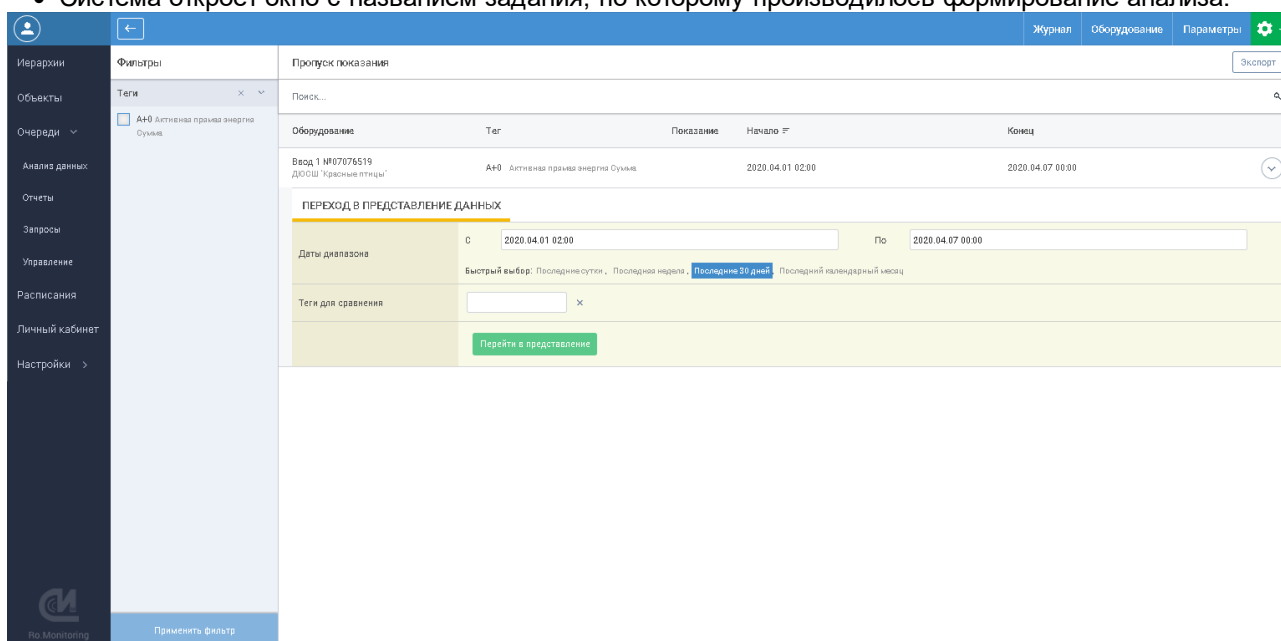 • Система откроет окно с названием задания, по которому производилось формирование анализа.
Журнал Оборудование Параметры
Иерархии
Объекты
Очереди
Анализ данных
Отчеты
Запросы
Управление
Расписания
Личный кабинет
Настройки
Ro Monitoring
Фильтры
Теги
A+0 Активная прямая энергия
Сумма
Применить фильтр
Пропуск показания Экспорт
Поиск...
Оборудование Тег Показание Начало Конец
Ввод 1 №07076519
ДЮСШ "Красные птицы"
A+0 Активная прямая энергия Сумма 2020.04.01 02:00 2020.04.07 00:00
ПЕРЕХОД В ПРЕДСТАВЛЕНИЕ ДАННЫХ
Даты диапазона С 2020.04.01 02:00 По 2020.04.07 00:00
Быстрый выбор: Последние сутки, Последняя неделя, Последние 30 дней, Последний календарный месяц
Теги для сравнения
Перейти в представление